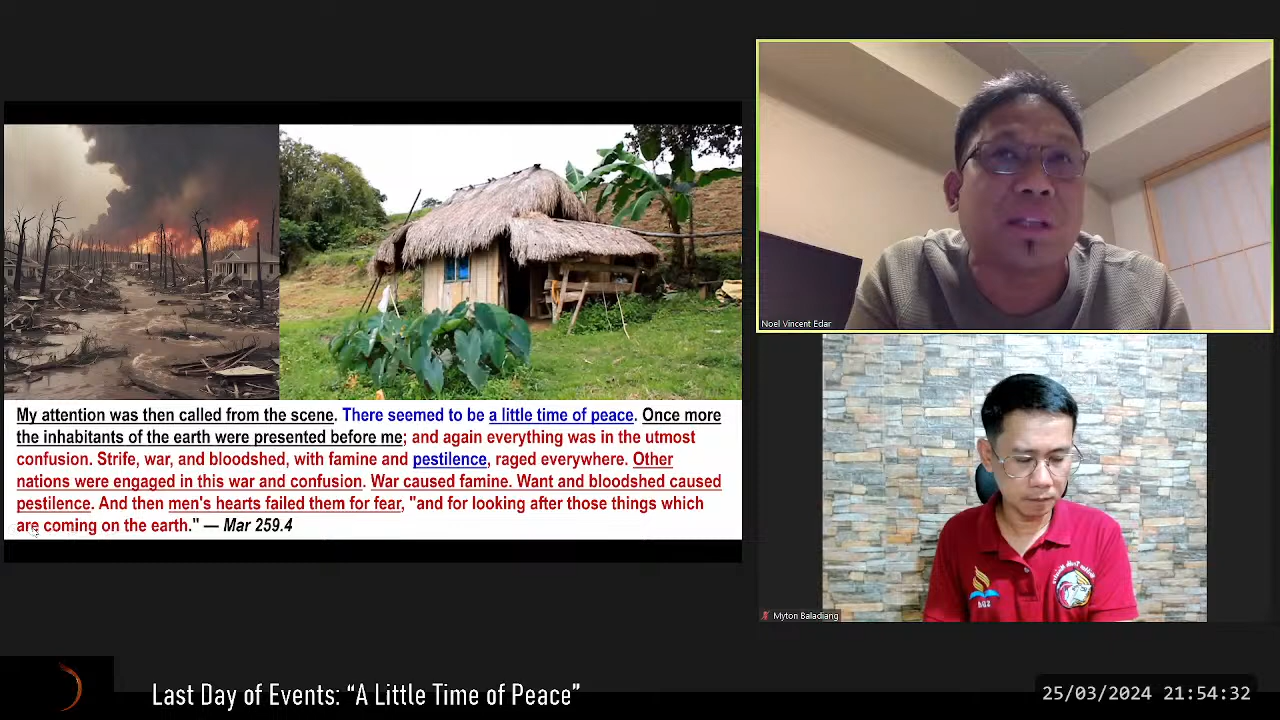 Noel Vincent Edar
My attention was then called from the scene. There seemed to be a little time of peace. Once more
the inhabitants of the earth were presented before me; and again everything was in the utmost
confusion. Strife, war, and bloodshed, with famine and pestilence, raged everywhere. Other
nations were engaged in this war and confusion. War caused famine. Want and bloodshed caused
pestilence. And then men's hearts failed them for fear, "and for looking after those things which
are coming on the earth." — Mar 259.4
SDA
Myron Baladiang
Last Day of Events: “A Little Time of Peace”
25/03/2024 21:54:32